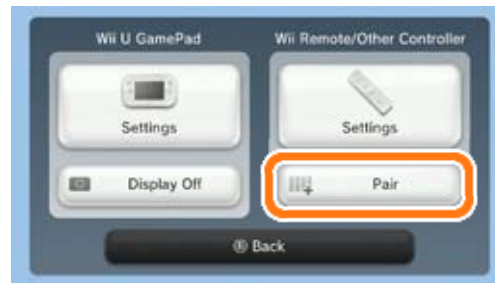 Wii U GamePad
Wii Remote/Other Controller
Settings
Settings
Display Off
Pair
Ⓑ Back